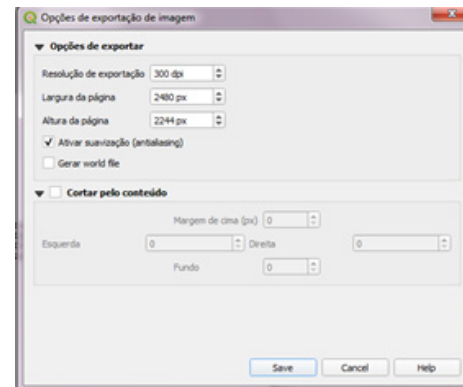 Opções de exportação de imagem
Opções de exportar
Resolução de exportação 300 dpi
Largura da página 2480 px
Altura da página 2244 px
Ativar suavização (antialiasing)
Gerar world file
Cortar pelo conteúdo
Margem de cima (px) 0
Esquerda 0 Direita 0
Fundo 0
Save Cancel Help